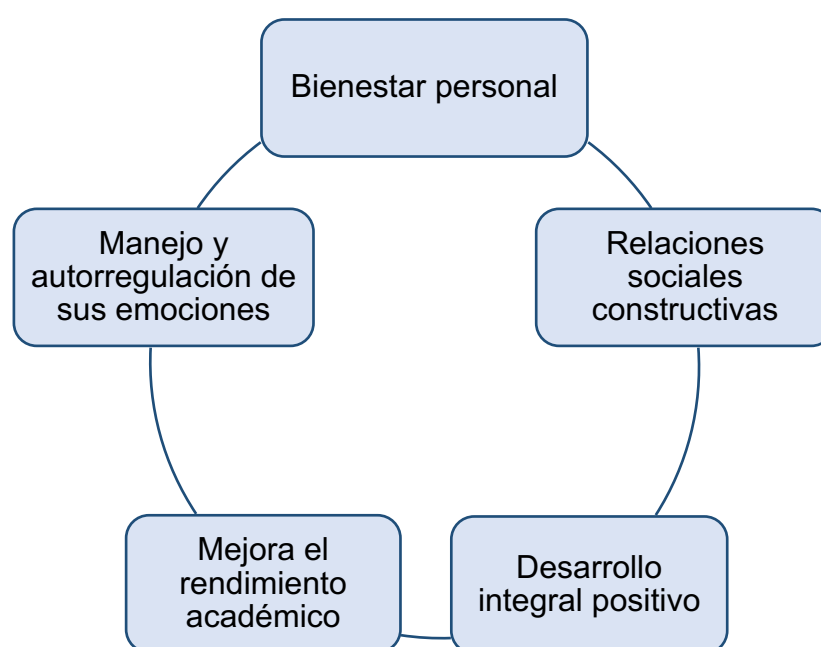 Bienestar personal
Manejo y
autorregulación de
sus emociones
Relaciones
sociales
constructivas
Mejora el
rendimiento
académico
Desarrollo
integral positivo